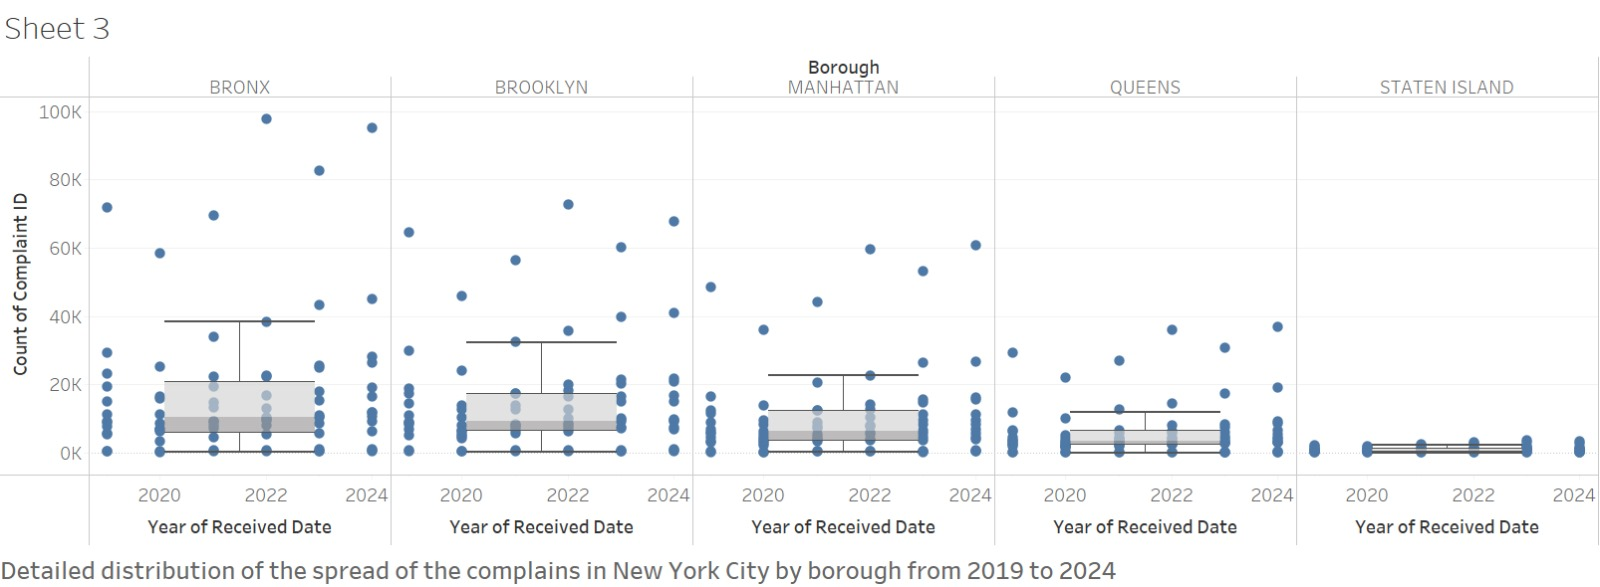 Sheet 3
Borough
BRONX BROOKLYN MANHATTAN QUEENS STATEN ISLAND
Count of Complaint ID
100K
80K
60K
40K
20K
0K
2020 2022 2024 2020 2022 2024 2020 2022 2024 2020 2022 2024 2020 2022 2024
Year of Received Date Year of Received Date Year of Received Date Year of Received Date Year of Received Date
Detailed distribution of the spread of the complains in New York City by borough from 2019 to 2024